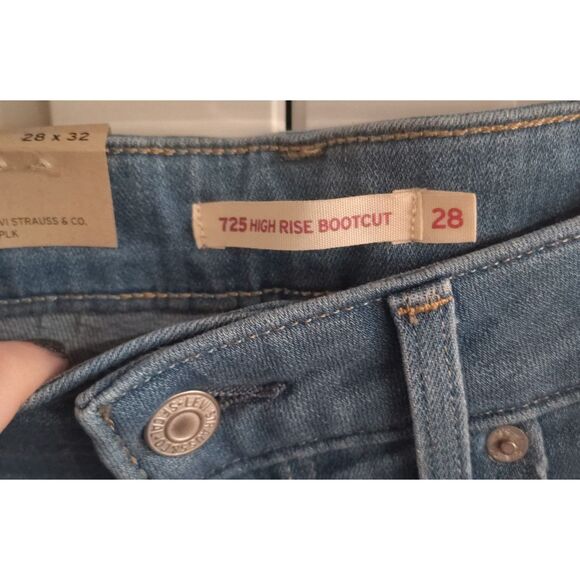 28 x 32
VI STRAUSS & CO.
PLK
725 HIGH RISE BOOTCUT
28